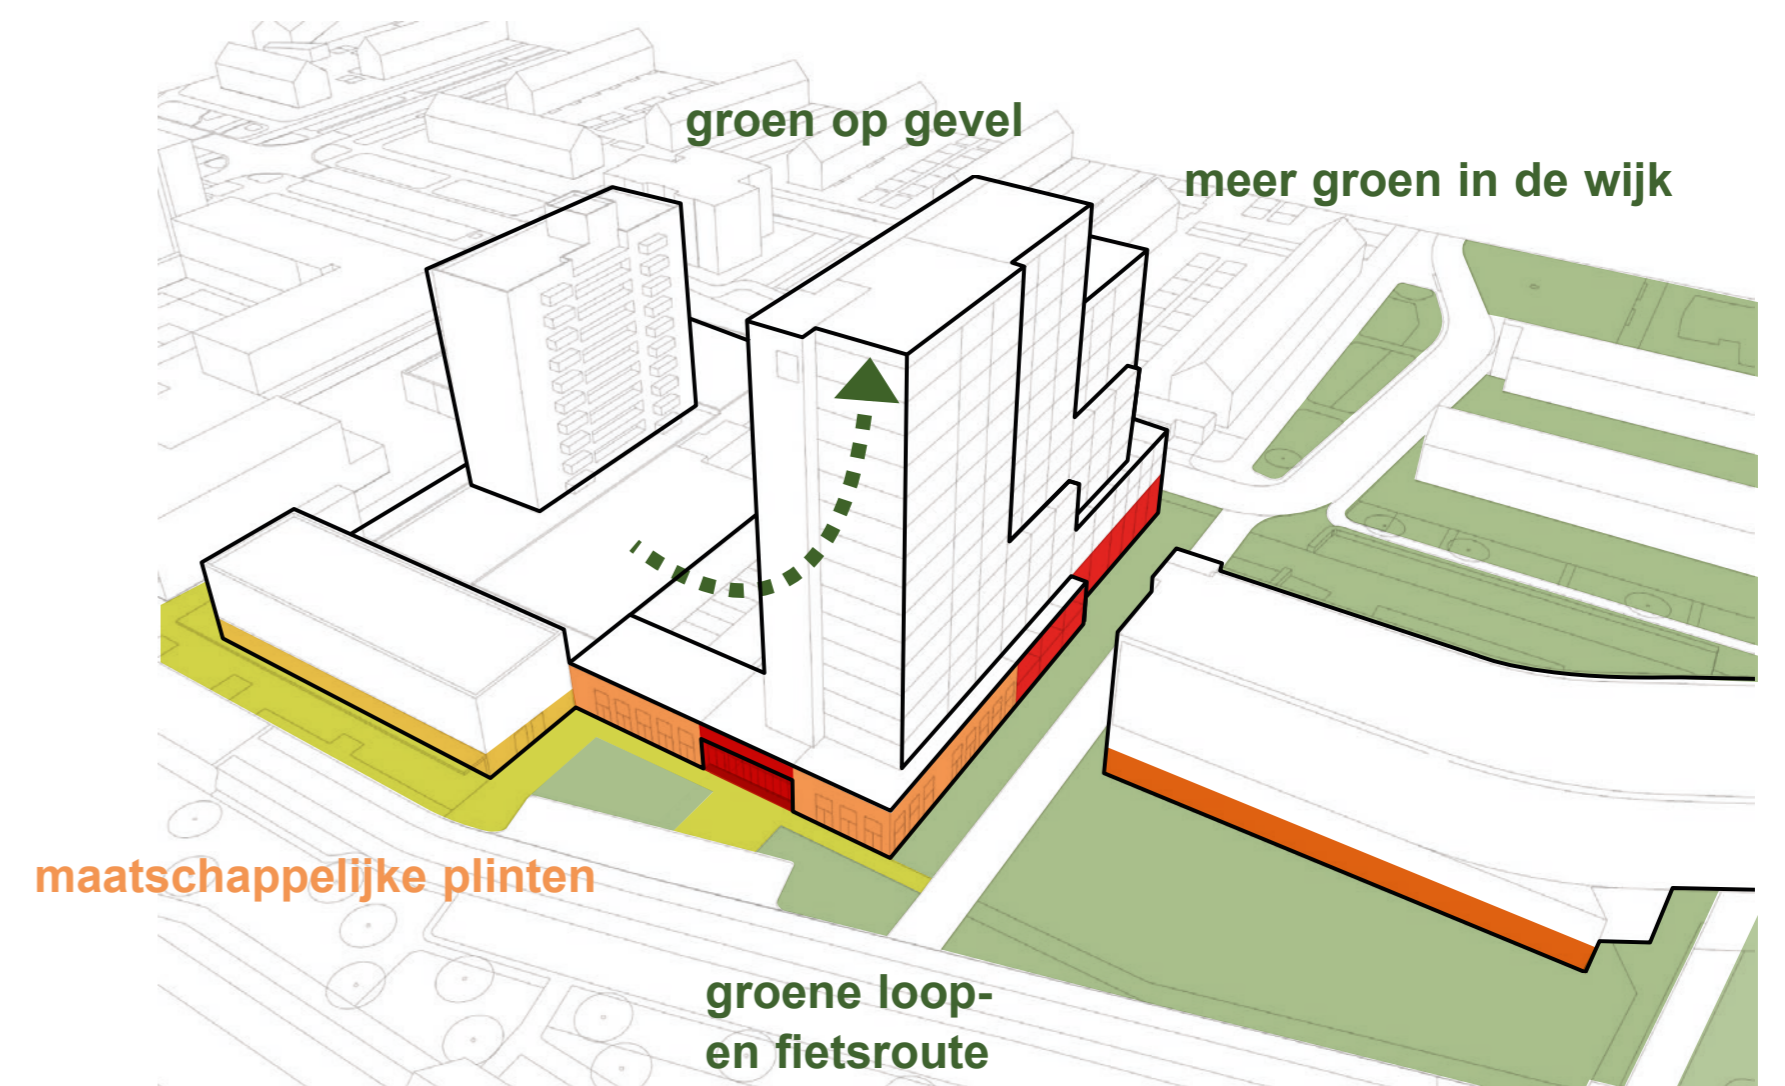 groen op gevel
meer groen in de wijk
maatschappelijke plinten
groene loop-
en fietsroute